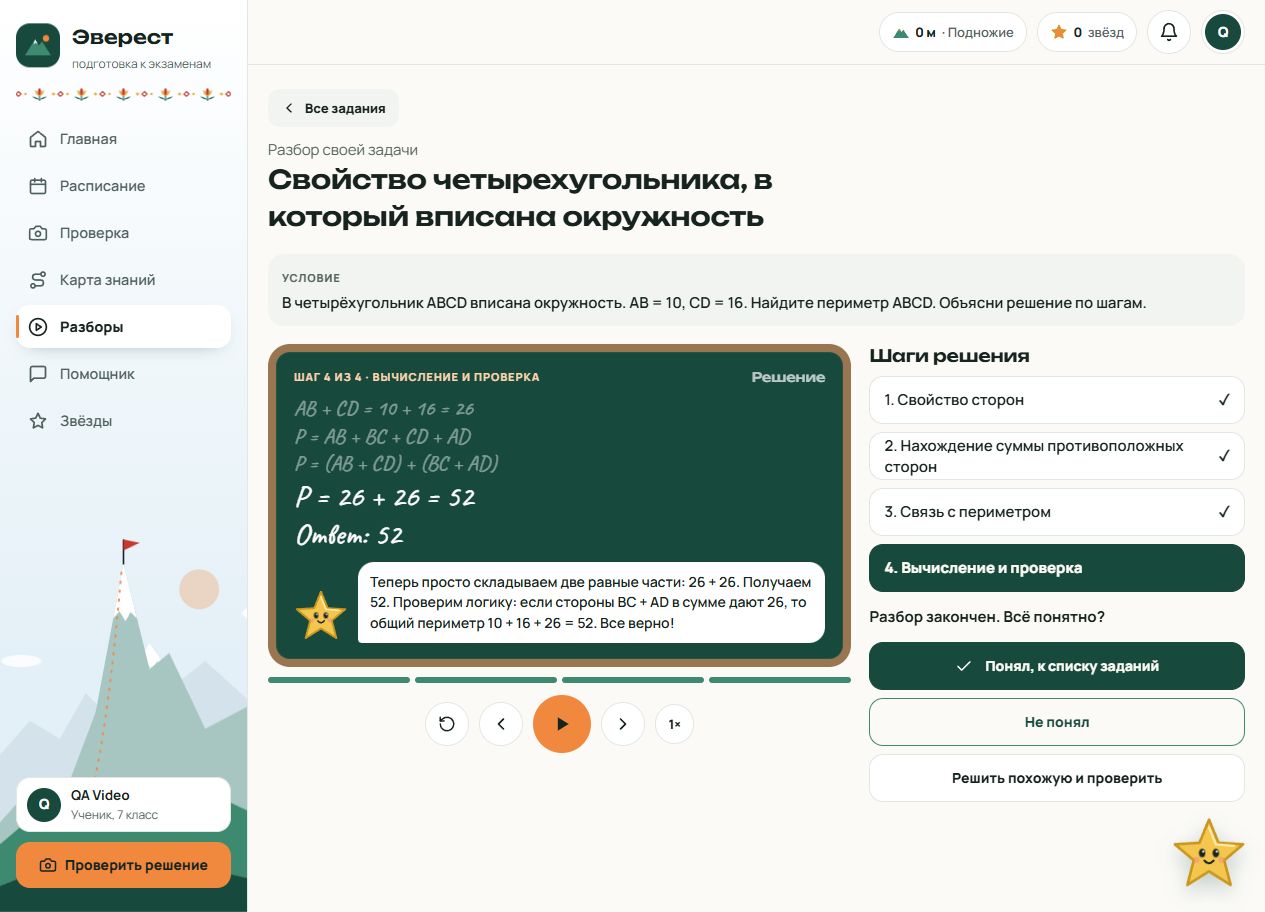 Эверест
подготовка к экзаменам
Главная
Расписание
Проверка
Карта знаний
Разборы
Помощник
Звёзды
Q
QA Video
Ученик, 7 класс
Проверить решение
0 м · Подножие
0 звёзд
Q
Все задания
Разбор своей задачи
Свойство четырехугольника, в
который вписана окружность
УСЛОВИЕ
В четырёхугольник ABCD вписана окружность. AB = 10, CD = 16. Найдите периметр ABCD. Объясни решение по шагам.
ШАГ 4 ИЗ 4 · ВЫЧИСЛЕНИЕ И ПРОВЕРКА
Решение
AB + CD = 10 + 16 = 26
P = AB + BC + CD + AD
P = (AB + CD) + (BC + AD)
P = 26 + 26 = 52
Ответ: 52
Теперь просто складываем две равные части: 26 + 26. Получаем
52. Проверим логику: если стороны BC + AD в сумме дают 26, то
общий периметр 10 + 16 + 26 = 52. Все верно!
1×
Шаги решения
1. Свойство сторон
2. Нахождение суммы противоположных
сторон
3. Связь с периметром
4. Вычисление и проверка
Разбор закончен. Всё понятно?
Понял, к списку заданий
Не понял
Решить похожую и проверить